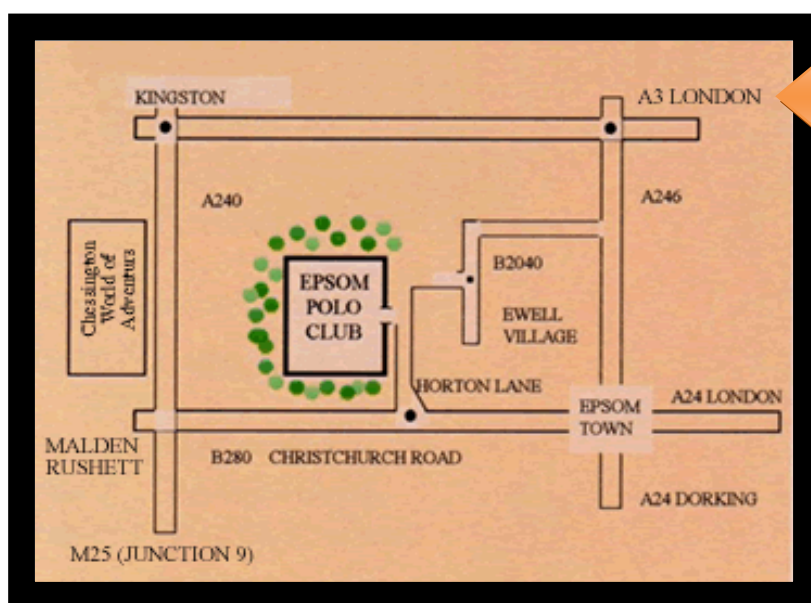 KINGSTON
A3 LONDON
A240
A246
Chessington
World of
Adventurs
EPSOM
POLO
CLUB
B2040
EWELL
VILLAGE
HORTON LANE
EPSOM
TOWN
A24 LONDON
MALDEN
RUSHETT
B280 CHRISTCHURCH ROAD
A24 DORKING
M25 (JUNCTION 9)